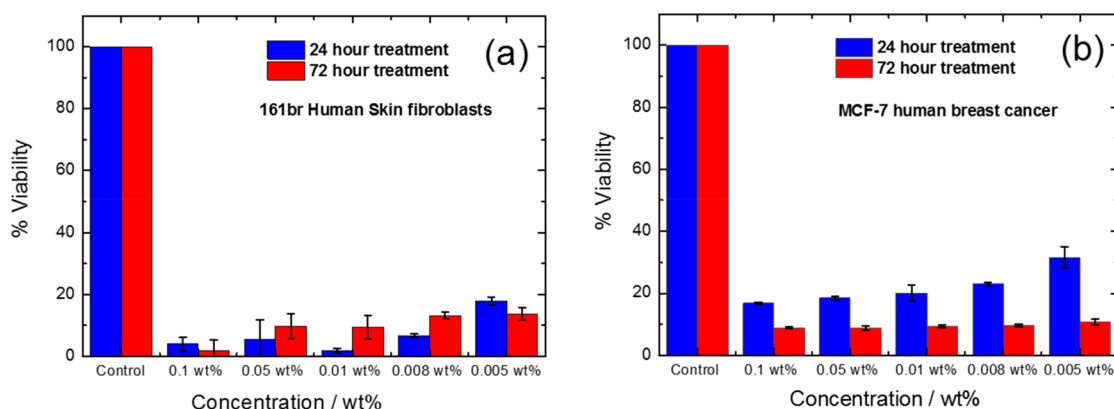 (a)
24 hour treatment
72 hour treatment
161br Human Skin fibroblasts
% Viability
100
80
60
40
20
0
Control 0.1 wt% 0.05 wt% 0.01 wt% 0.008 wt% 0.005 wt%
Concentration / wt%
(b)
24 hour treatment
72 hour treatment
MCF-7 human breast cancer
% Viability
100
80
60
40
20
0
Control 0.1 wt% 0.05 wt% 0.01 wt% 0.008 wt% 0.005 wt%
Concentration / wt%